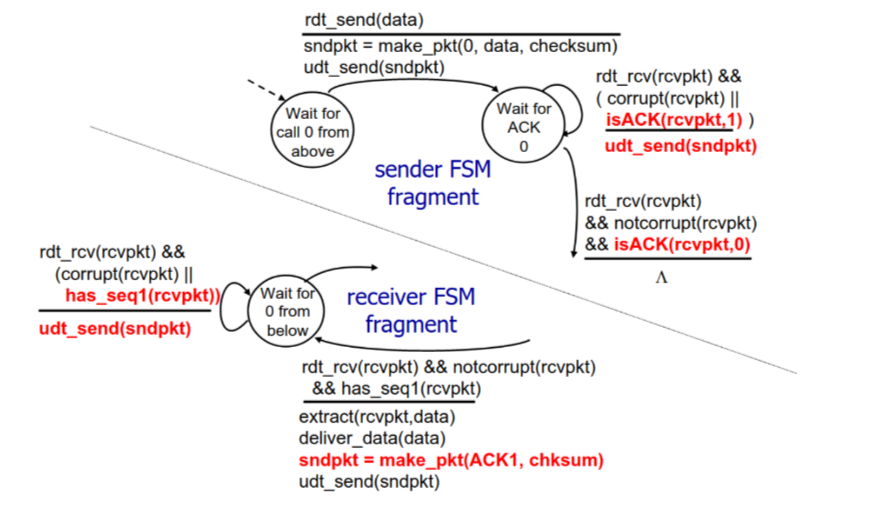 rdt_send(data)
sndpkt = make_pkt(0, data, checksum)
udt_send(sndpkt)
Wait for
call 0 from
above
Wait for
ACK
0
rdt_rcv(rcvpkt) &&
( corrupt(rcvpkt) ||
isACK(rcvpkt,1) )
udt_send(sndpkt)
sender FSM
fragment
rdt_rcv(rcvpkt)
&& notcorrupt(rcvpkt)
&& isACK(rcvpkt,0)
Λ
rdt_rcv(rcvpkt) &&
(corrupt(rcvpkt) ||
has_seq1(rcvpkt))
udt_send(sndpkt)
Wait for
0 from
below
receiver FSM
fragment
rdt_rcv(rcvpkt) && notcorrupt(rcvpkt)
&& has_seq1(rcvpkt)
extract(rcvpkt,data)
deliver_data(data)
sndpkt = make_pkt(ACK1, chksum)
udt_send(sndpkt)